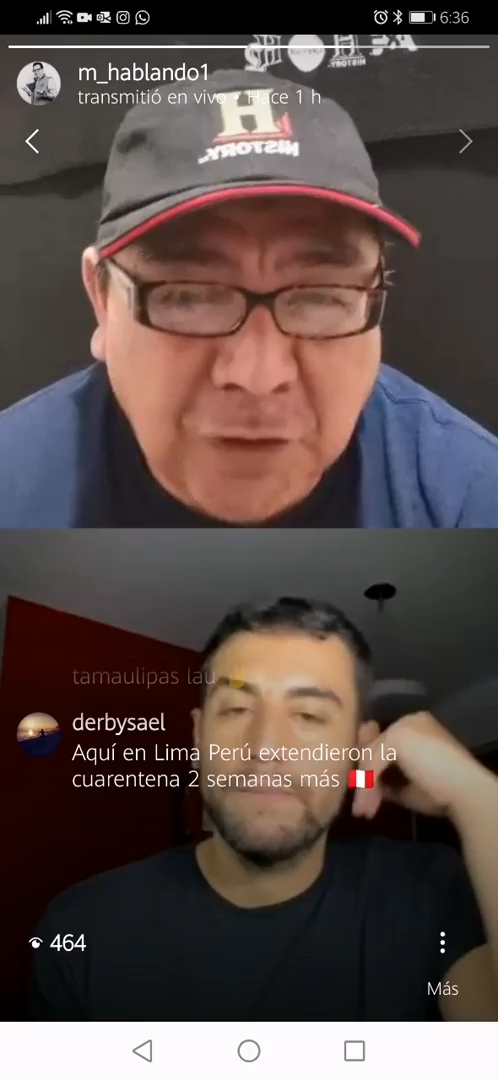 6:36
m_hablando1
transmitió en vivo • Hace 1 h
H
HISTORY
HISTORY
tamaulipas lau
derbysael
Aquí en Lima Perú extendieron la
cuarentena 2 semanas más 🇵🇪
464
Más